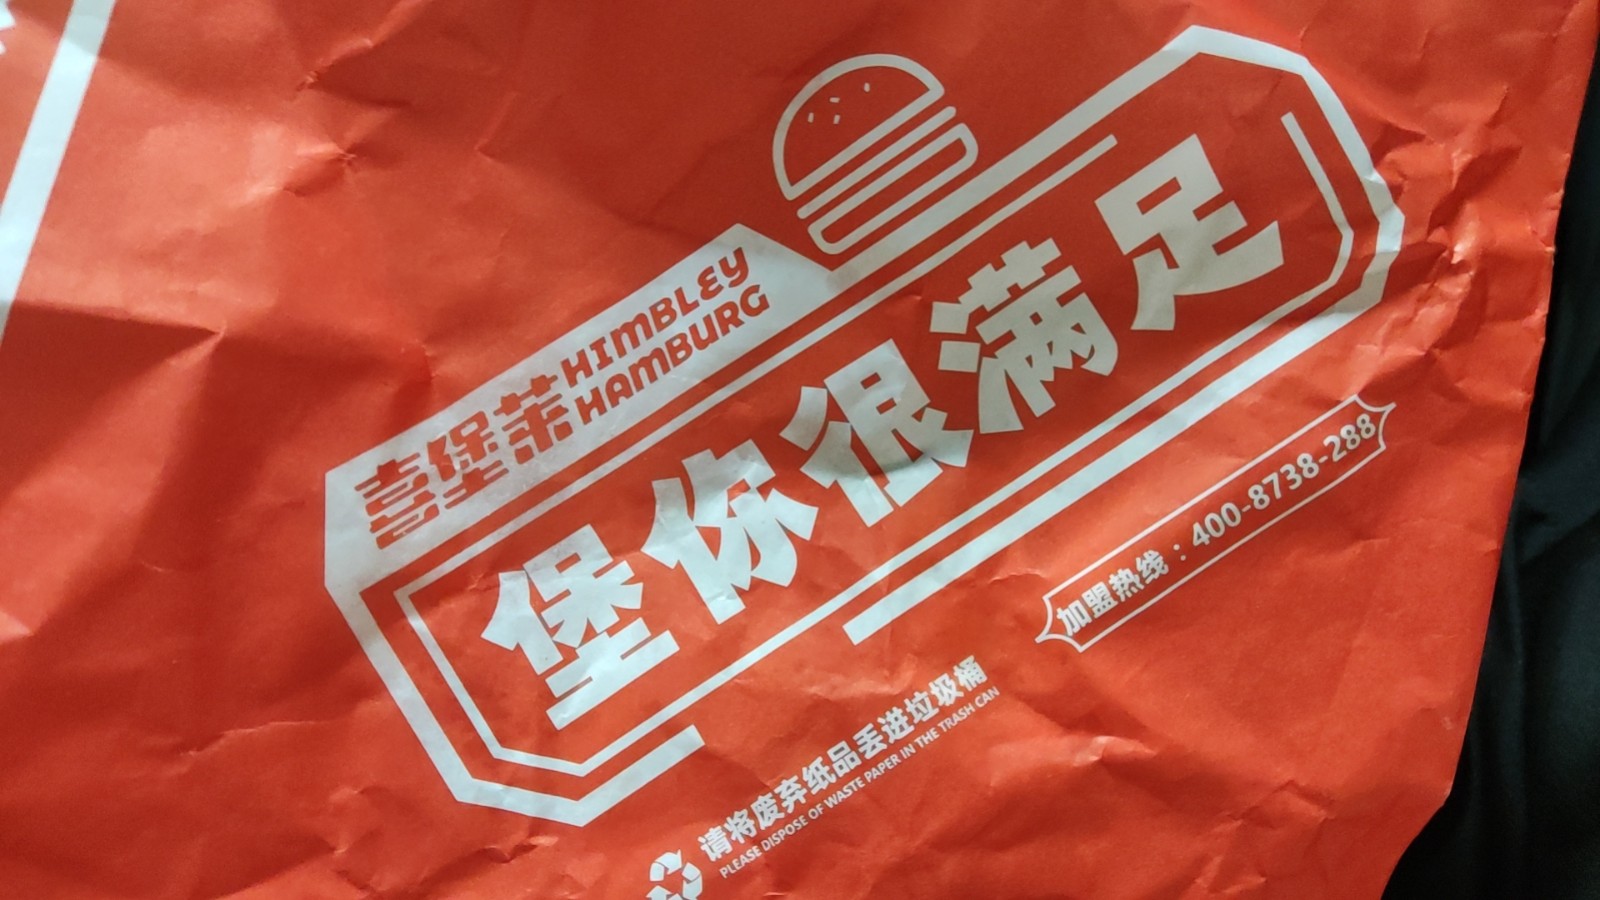 喜堡莱
HIMBLEY
HAMBURG
堡你很满足
加盟热线：400-8738-288
请将废弃纸品丢进垃圾桶
PLEASE DISPOSE OF WASTE PAPER IN THE TRASH CAN